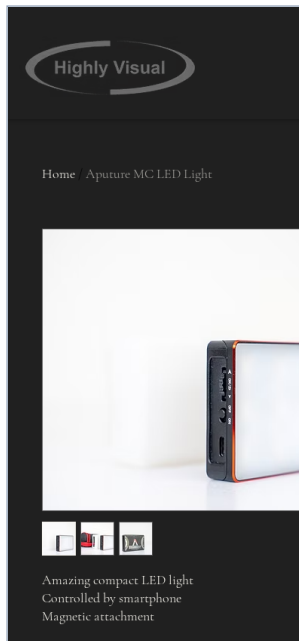 Highly Visual
Home / Aputure MC LED Light
Amazing compact LED light
Controlled by smartphone
Magnetic attachment